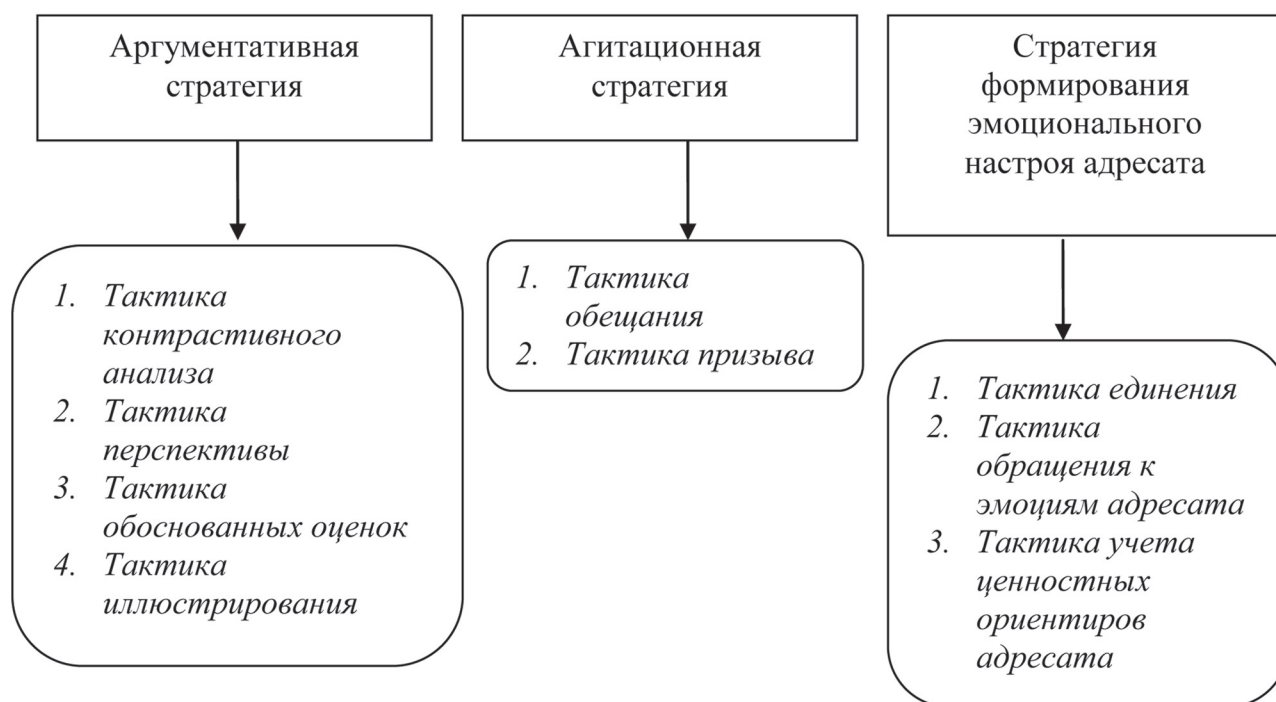 Аргументативная
стратегия
Агитационная
стратегия
Стратегия
формирования
эмоционального
настроя адресата
1. Тактика
контрастивного
анализа
2. Тактика
перспективы
3. Тактика
обоснованных оценок
4. Тактика
иллюстрирования
1. Тактика
обещания
2. Тактика призыва
1. Тактика единения
2. Тактика
обращения к
эмоциям адресата
3. Тактика учета
ценностных
ориентиров
адресата